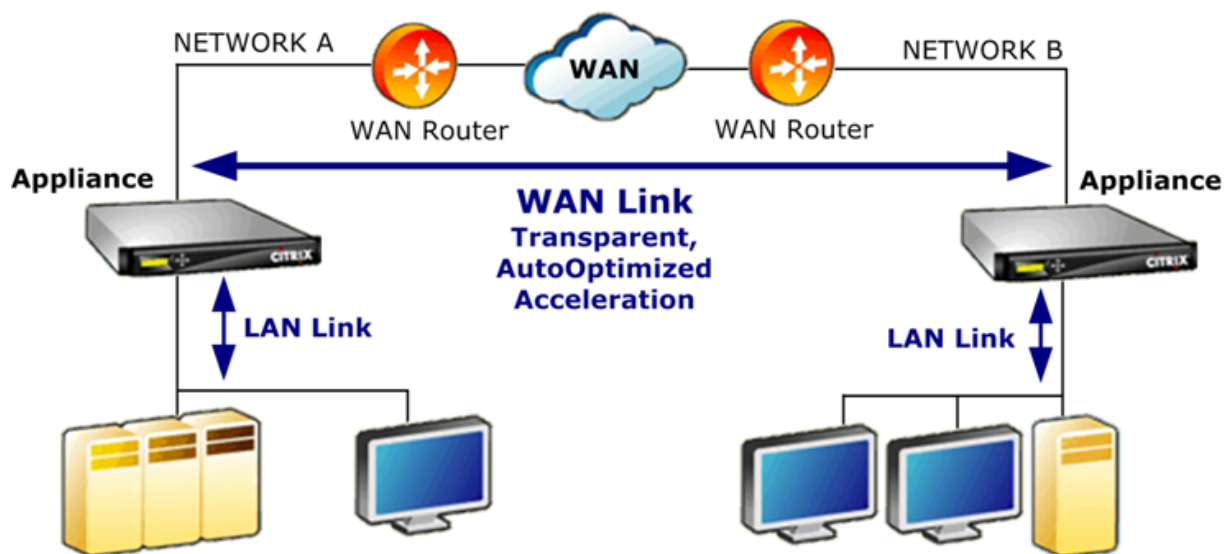 NETWORK A
WAN
NETWORK B
WAN Router
WAN Router
Appliance
Appliance
WAN Link
Transparent,
AutoOptimized
Acceleration
CITRIX
CITRIX
LAN Link
LAN Link